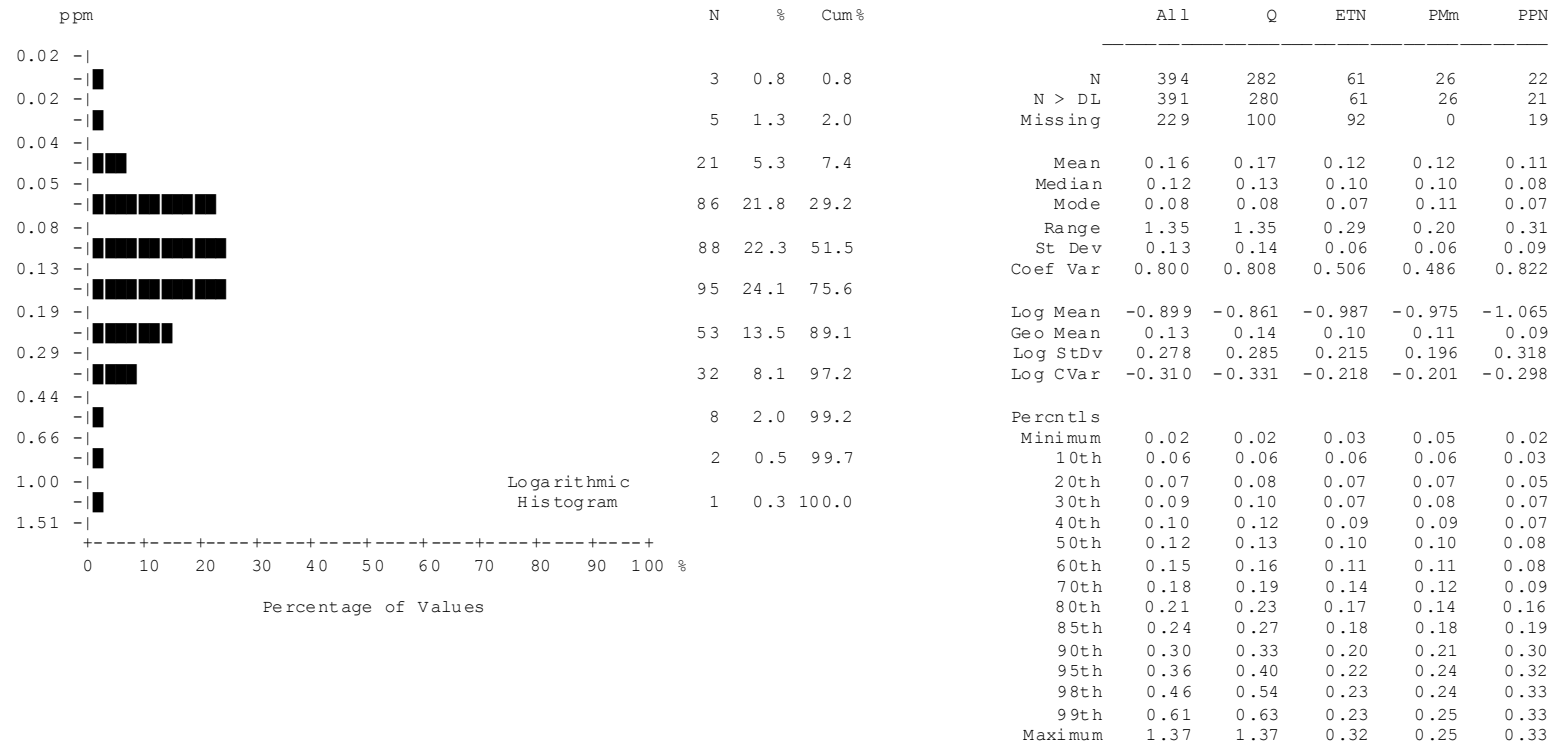 ppm N % Cum% All Q ETN PMm PPN
0.02 -|
-| 3 0.8 0.8 N 394 282 61 26 22
0.02 -| N > DL 391 280 61 26 21
-| 5 1.3 2.0 Missing 229 100 92 0 19
0.04 -|
-| 21 5.3 7.4 Mean 0.16 0.17 0.12 0.12 0.11
0.05 -| Median 0.12 0.13 0.10 0.10 0.08
-| 86 21.8 29.2 Mode 0.08 0.08 0.07 0.11 0.07
0.08 -| Range 1.35 1.35 0.29 0.20 0.31
-| 88 22.3 51.5 St Dev 0.13 0.14 0.06 0.06 0.09
0.13 -| Coef Var 0.800 0.808 0.506 0.486 0.822
-| 95 24.1 75.6
0.19 -| Log Mean -0.899 -0.861 -0.987 -0.975 -1.065
-| 53 13.5 89.1 Geo Mean 0.13 0.14 0.10 0.11 0.09
0.29 -| Log StDv 0.278 0.285 0.215 0.196 0.318
-| 32 8.1 97.2 Log CVar -0.310 -0.331 -0.218 -0.201 -0.298
0.44 -|
-| 8 2.0 99.2 Percntls
0.66 -| Minimum 0.02 0.02 0.03 0.05 0.02
-| 2 0.5 99.7 10th 0.06 0.06 0.06 0.06 0.03
1.00 -| Logarithmic 20th 0.07 0.08 0.07 0.07 0.05
-| Histogram 1 0.3 100.0 30th 0.09 0.10 0.07 0.08 0.07
1.51 -| 40th 0.10 0.12 0.09 0.09 0.07
+----+----+----+----+----+----+----+----+----+----+ 50th 0.12 0.13 0.10 0.10 0.08
0 10 20 30 40 50 60 70 80 90 100 % 60th 0.15 0.16 0.11 0.11 0.08
70th 0.18 0.19 0.14 0.12 0.09
Percentage of Values 80th 0.21 0.23 0.17 0.14 0.16
85th 0.24 0.27 0.18 0.18 0.19
90th 0.30 0.33 0.20 0.21 0.30
95th 0.36 0.40 0.22 0.24 0.32
98th 0.46 0.54 0.23 0.24 0.33
99th 0.61 0.63 0.23 0.25 0.33
Maximum 1.37 1.37 0.32 0.25 0.33